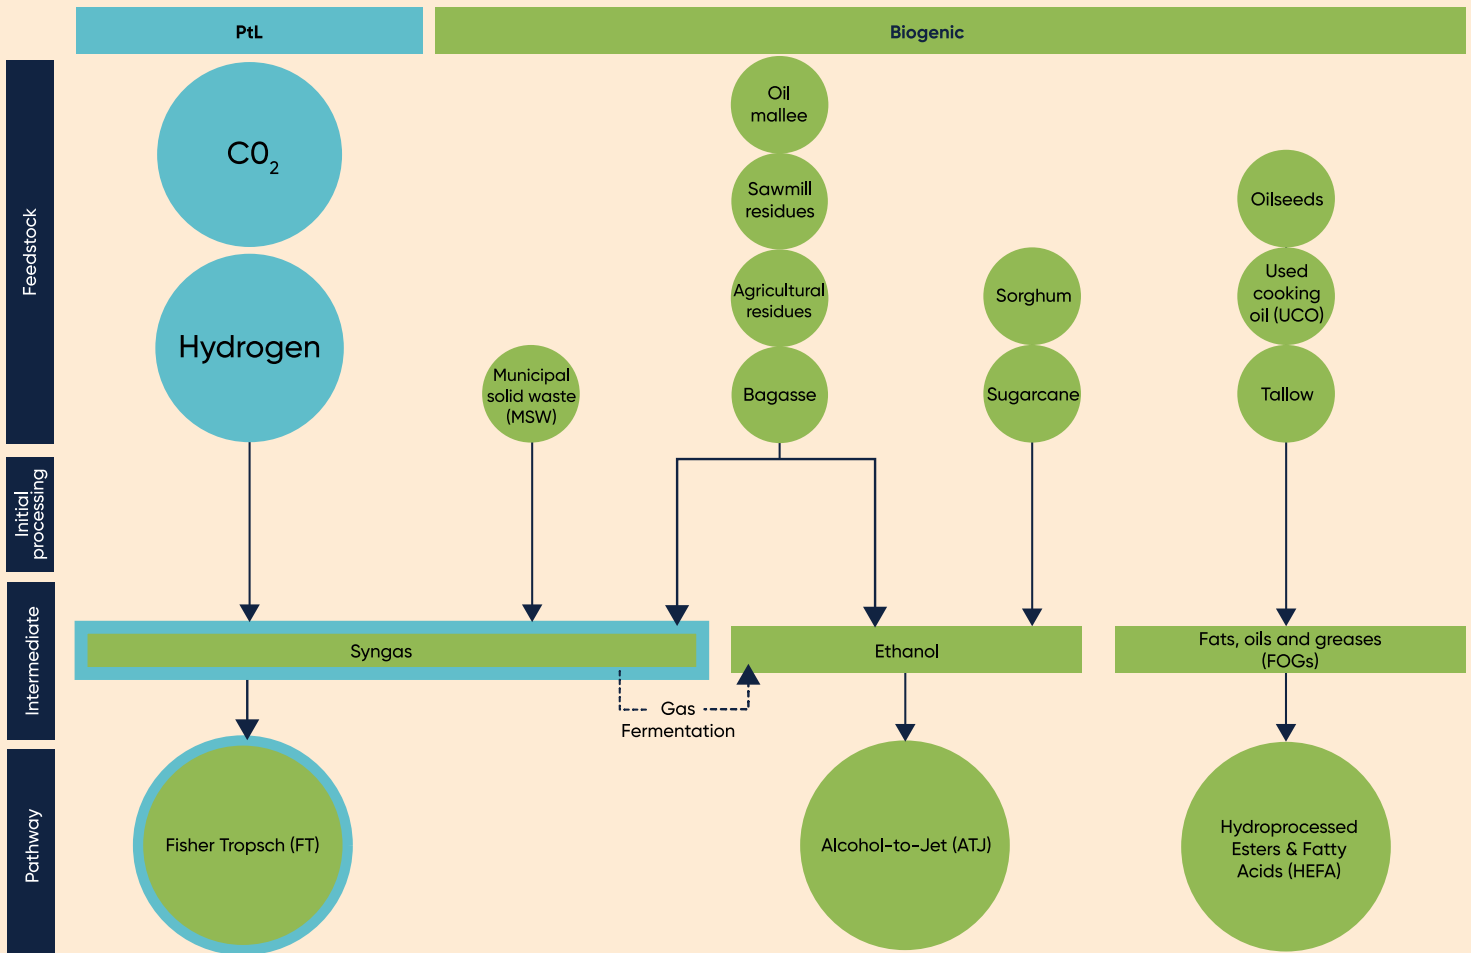 PtL
Biogenic
Feedstock
C0₂
Hydrogen
Municipal
solid waste
(MSW)
Oil
mallee
Sawmill
residues
Agricultural
residues
Bagasse
Sorghum
Sugarcane
Oilseeds
Used
cooking
oil (UCO)
Tallow
Initial
processing
Intermediate
Syngas
Ethanol
Fats, oils and greases
(FOGs)
Gas
Fermentation
Pathway
Fisher Tropsch (FT)
Alcohol-to-Jet (ATJ)
Hydroprocessed
Esters & Fatty
Acids (HEFA)